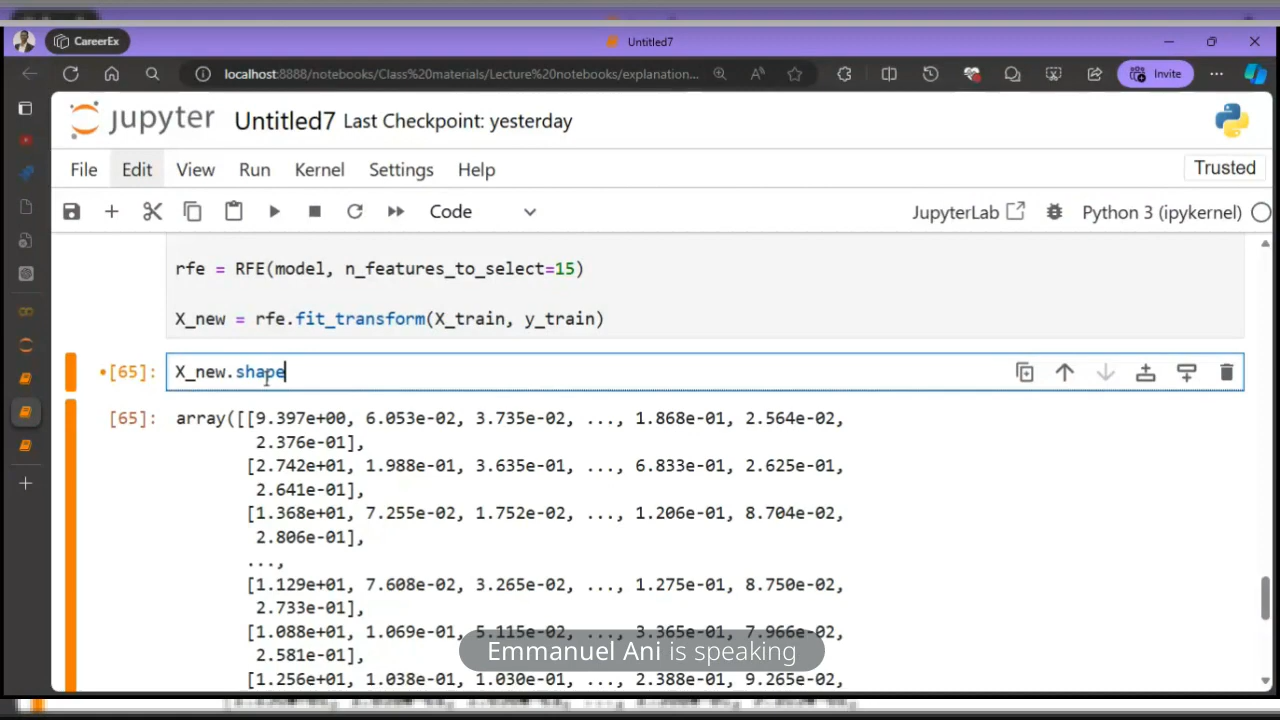 CareerEx
Untitled7
localhost:8888/notebooks/Class%20materials/Lecture%20notebooks/explanation...
Invite
jupyter Untitled7 Last Checkpoint: yesterday
File Edit View Run Kernel Settings Help
Trusted
Code
JupyterLab
Python 3 (ipykernel)
rfe = RFE(model, n_features_to_select=15)
X_new = rfe.fit_transform(X_train, y_train)
[65]: X_new.shape
[65]: array([[9.397e+00, 6.053e-02, 3.735e-02, ..., 1.868e-01, 2.564e-02,
2.376e-01],
[2.742e+01, 1.988e-01, 3.635e-01, ..., 6.833e-01, 2.625e-01,
2.641e-01],
[1.368e+01, 7.255e-02, 1.752e-02, ..., 1.206e-01, 8.704e-02,
2.806e-01],
...,
[1.129e+01, 7.608e-02, 3.265e-02, ..., 1.275e-01, 8.750e-02,
2.733e-01],
[1.088e+01, 1.069e-01, 5.115e-02, ..., 3.365e-01, 7.966e-02,
2.581e-01],
Emmanuel Ani is speaking
[1.256e+01, 1.038e-01, 1.030e-01, ..., 2.388e-01, 9.265e-02,